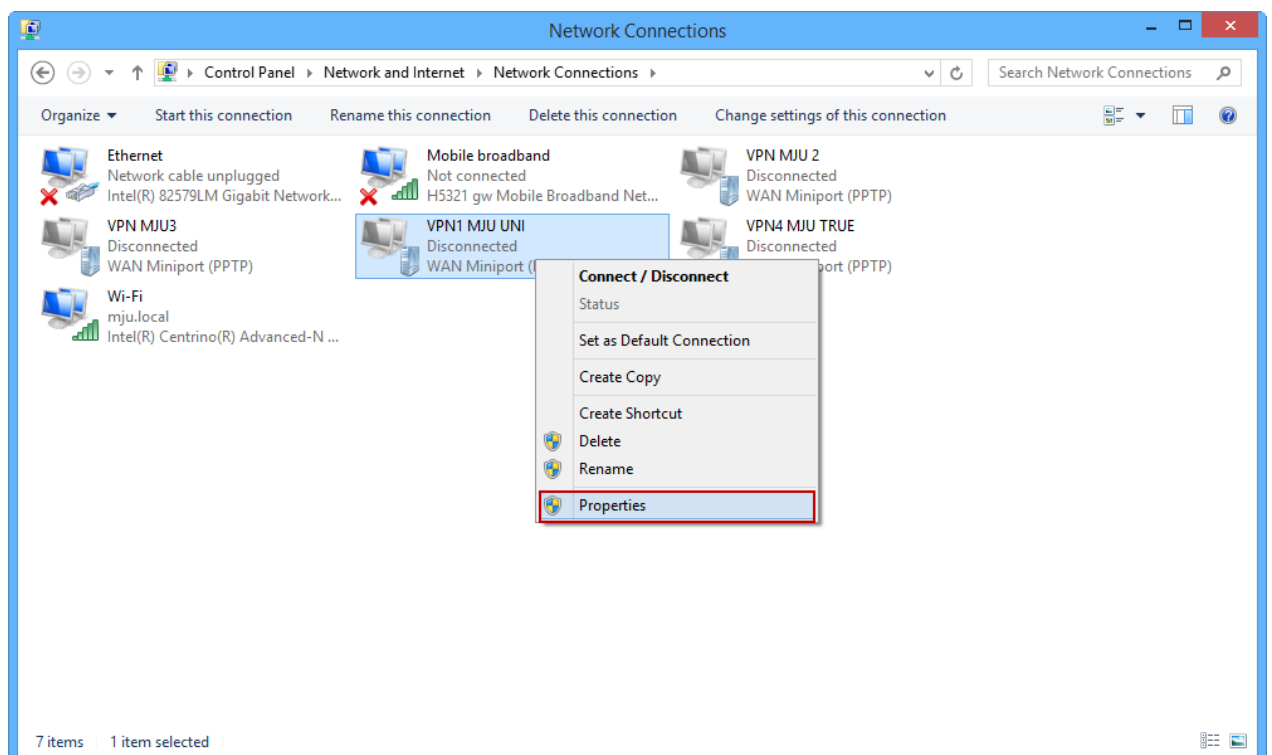 Network Connections
Control Panel Network and Internet Network Connections
Search Network Connections
Organize Start this connection Rename this connection Delete this connection Change settings of this connection
Ethernet
Network cable unplugged
Intel(R) 82579LM Gigabit Network...
Mobile broadband
Not connected
H5321 gw Mobile Broadband Net...
VPN MJU 2
Disconnected
WAN Miniport (PPTP)
VPN MJU3
Disconnected
WAN Miniport (PPTP)
VPN1 MJU UNI
Disconnected
WAN Miniport (
VPN4 MJU TRUE
Disconnected
port (PPTP)
Wi-Fi
mju.local
Intel(R) Centrino(R) Advanced-N ...
Connect / Disconnect
Status
Set as Default Connection
Create Copy
Create Shortcut
Delete
Rename
Properties
7 items 1 item selected